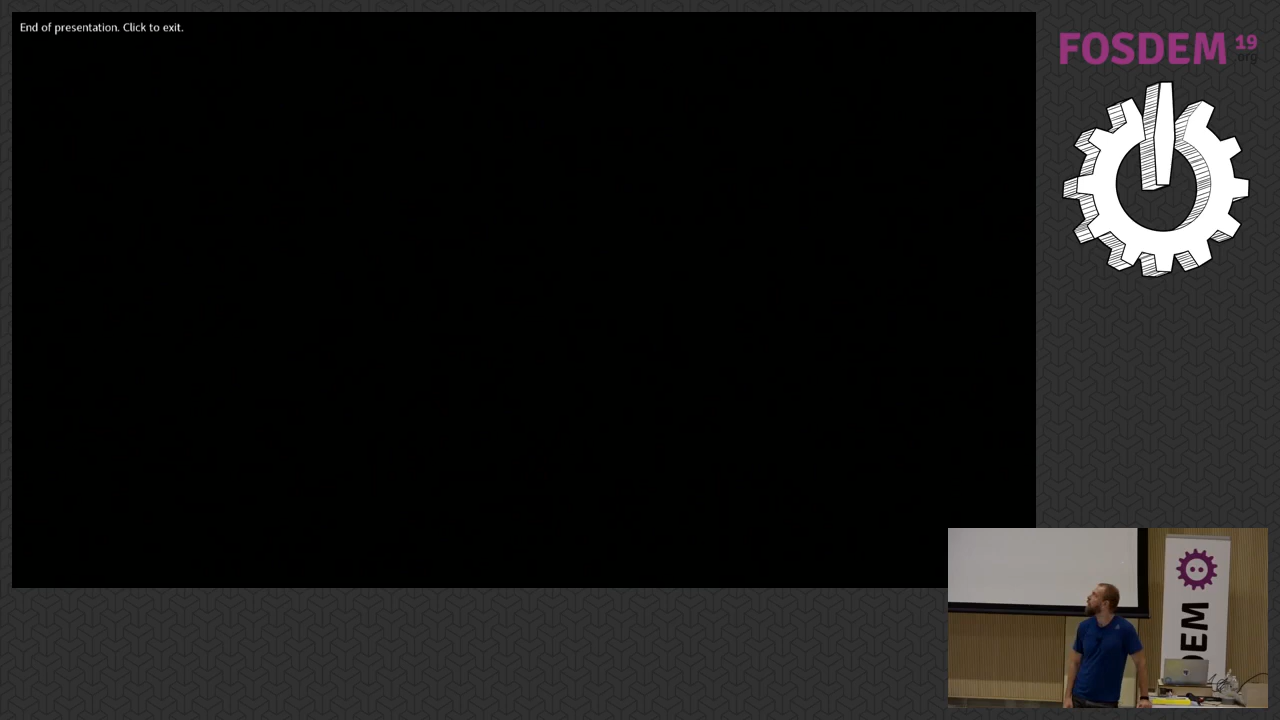 End of presentation. Click to exit.
FOSDEM 19
.org
DEM